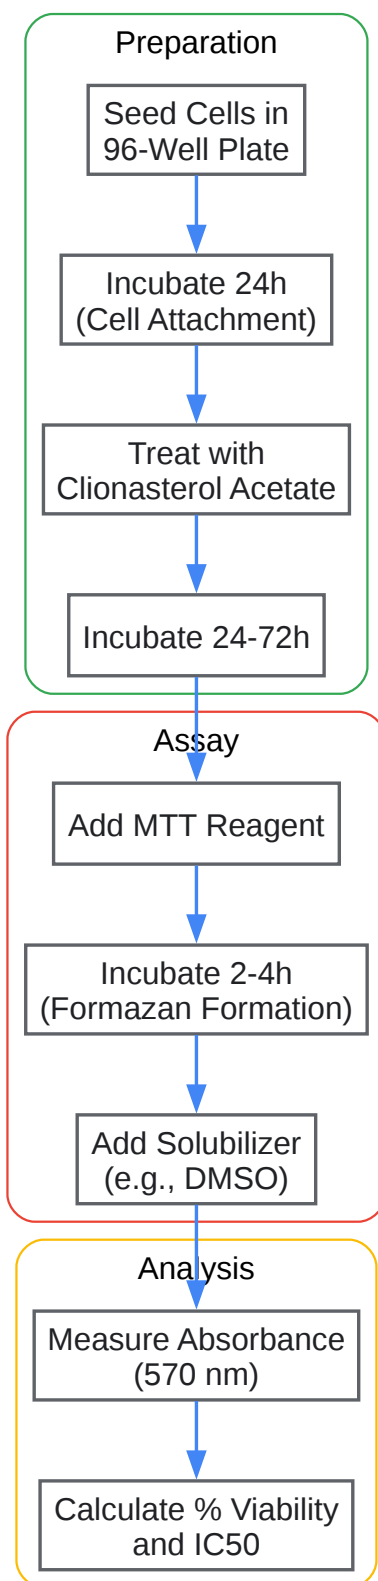 Preparation
Seed Cells in
96-Well Plate
Incubate 24h
(Cell Attachment)
Treat with
Clionasterol Acetate
Incubate 24-72h
Assay
Add MTT Reagent
Incubate 2-4h
(Formazan Formation)
Add Solubilizer
(e.g., DMSO)
Analysis
Measure Absorbance
(570 nm)
Calculate % Viability
and IC50